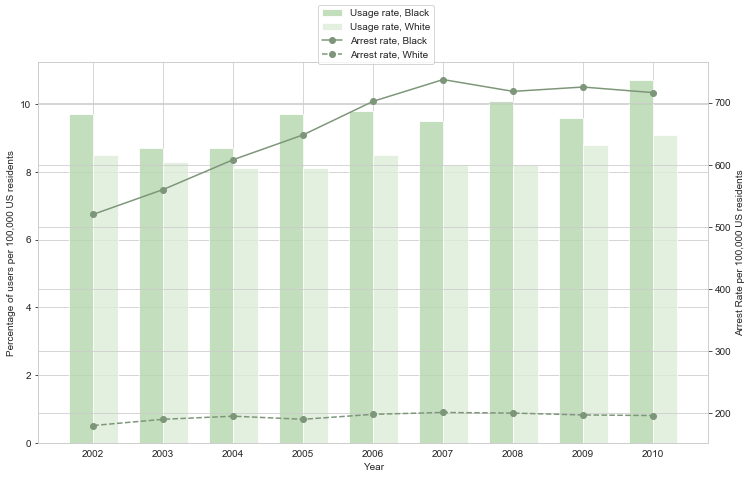 Usage rate, Black
Usage rate, White
Arrest rate, Black
Arrest rate, White
10
8
6
4
2
0
Percentage of users per 100,000 US residents
700
600
500
400
300
200
Arrest Rate per 100,000 US residents
2002 2003 2004 2005 2006 2007 2008 2009 2010
Year